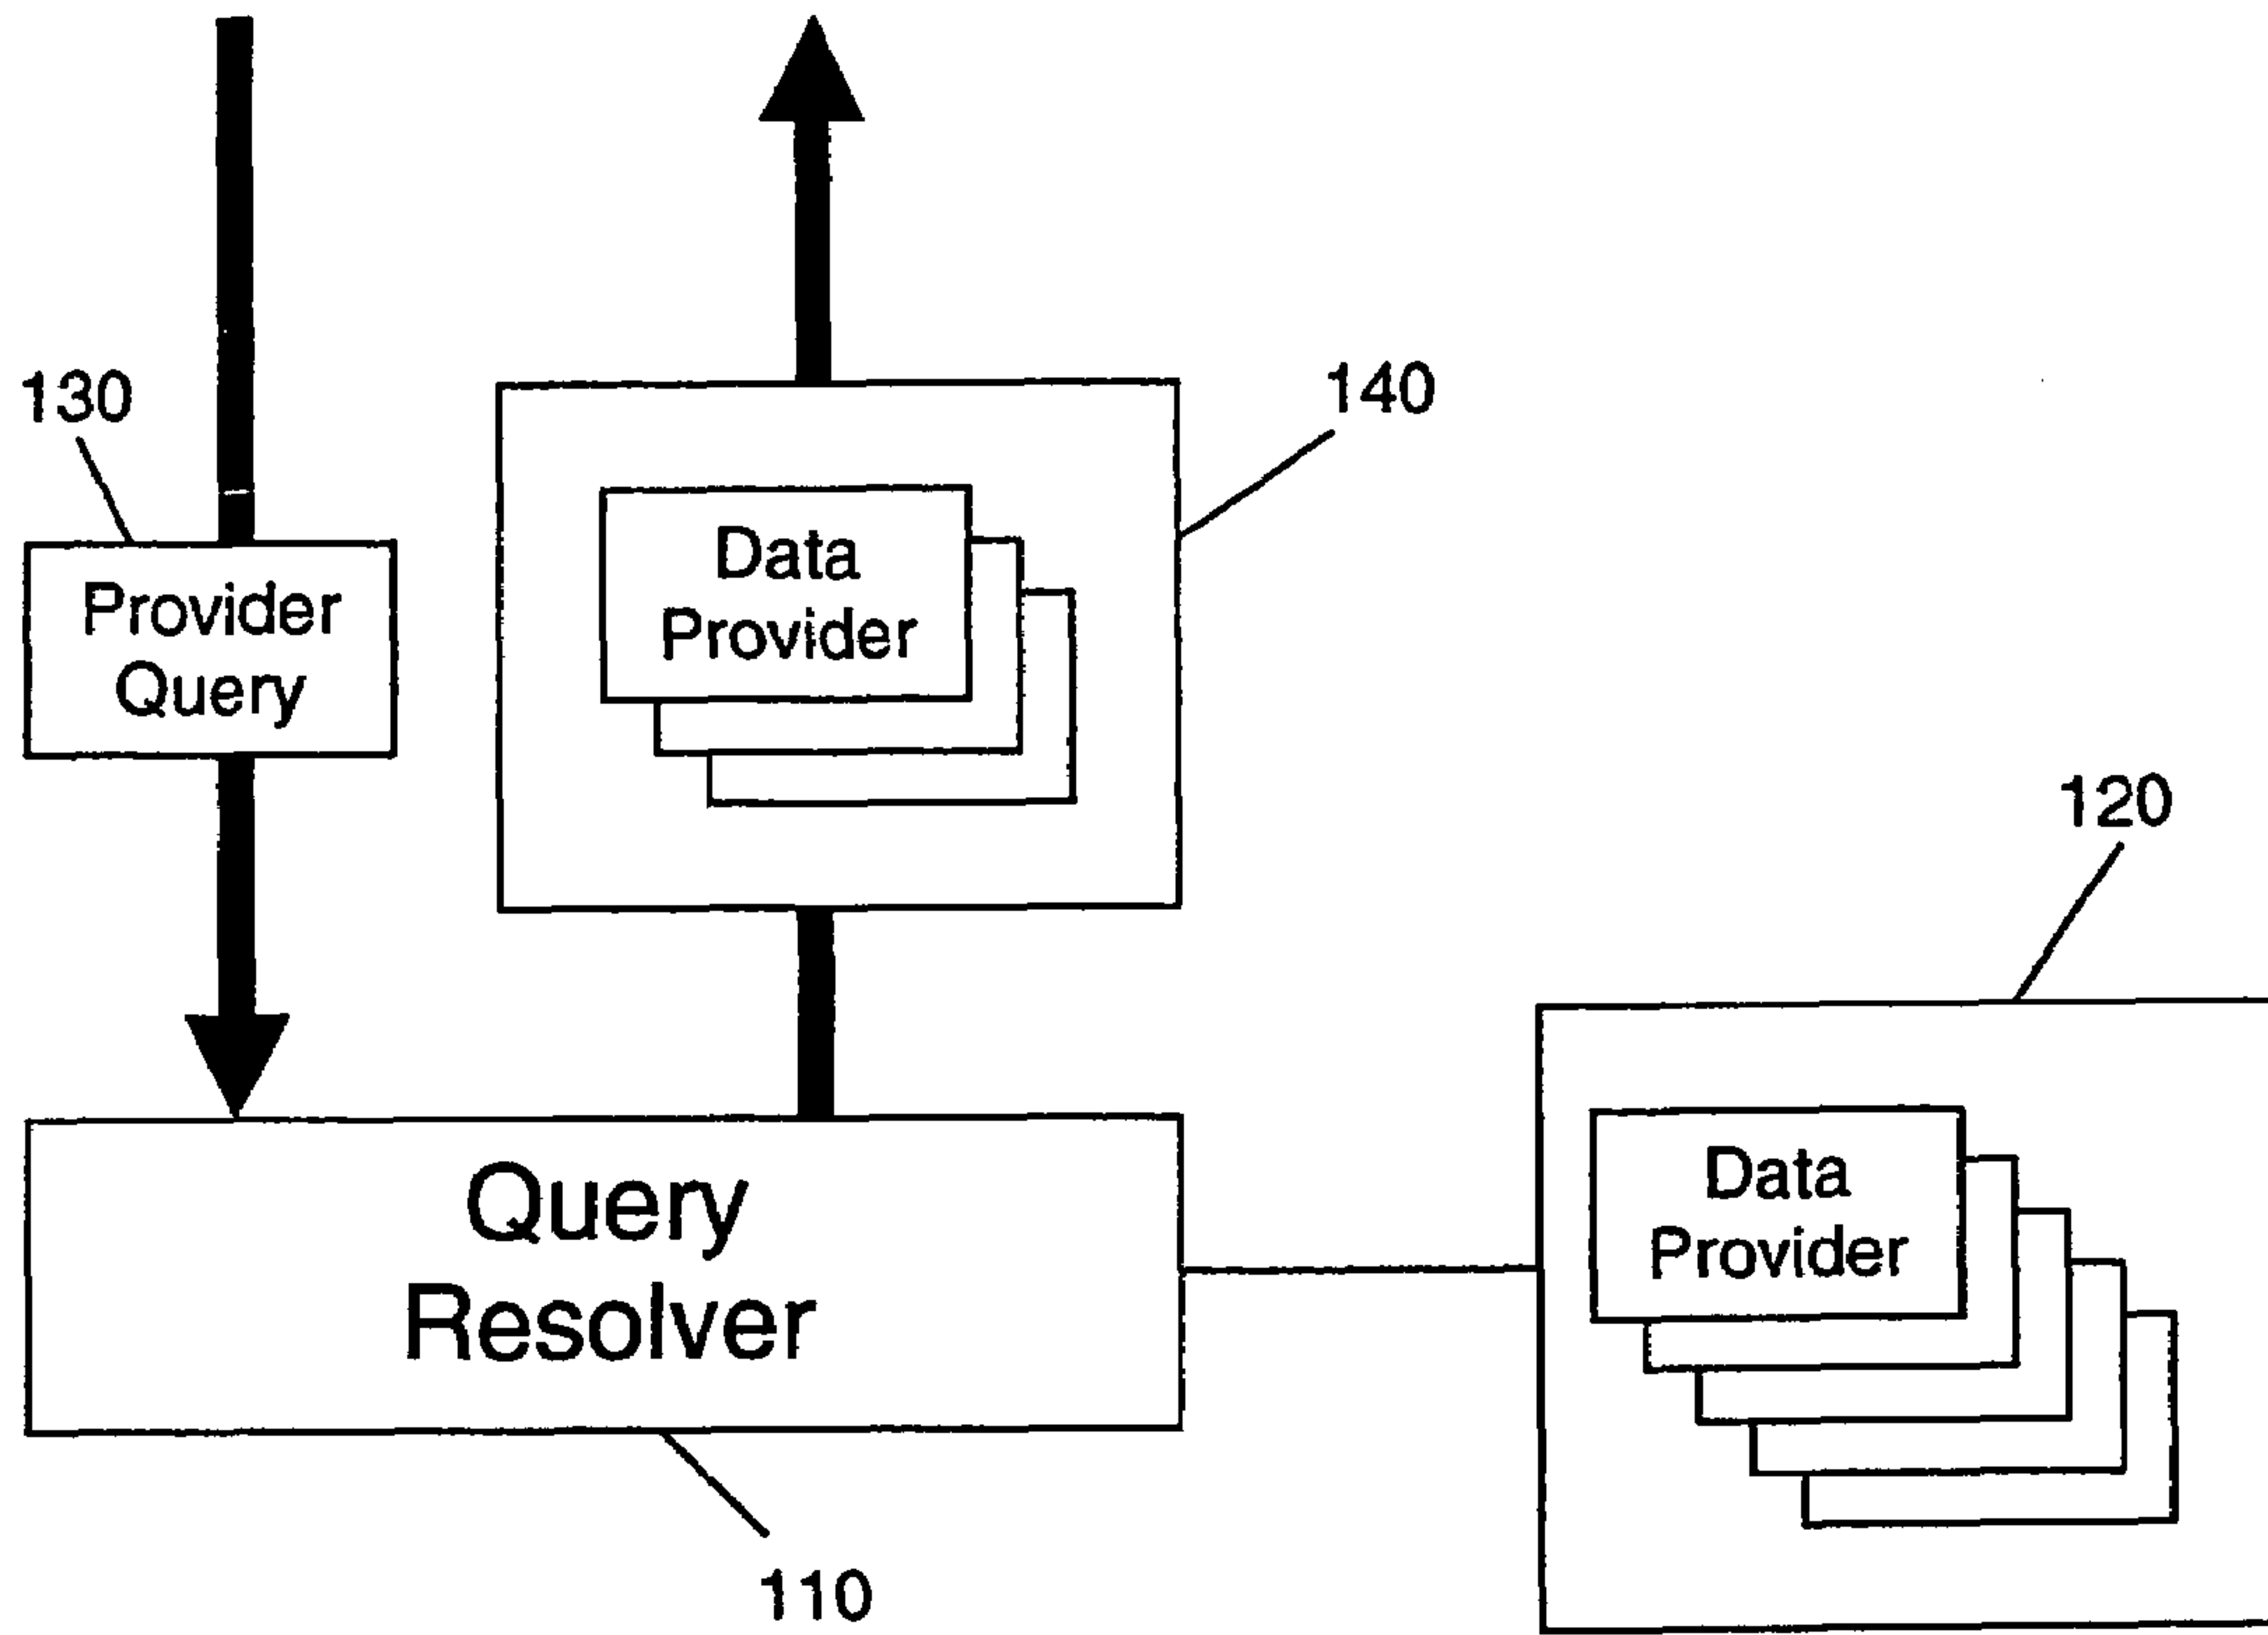 130
140
Data
Provider
Provider
Query
120
Query
Resolver
Data
Provider
110